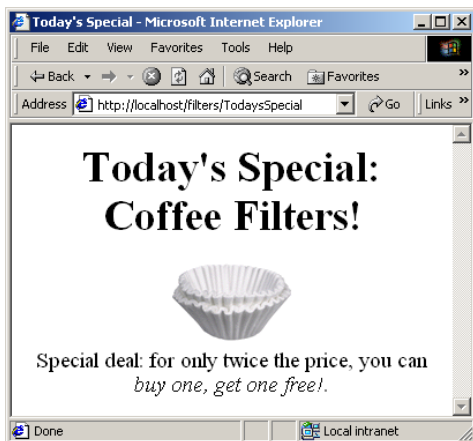 Today's Special - Microsoft Internet Explorer
File Edit View Favorites Tools Help
Back Search Favorites »
Address http://localhost/filters/TodaysSpecial Go Links »
Today's Special:
Coffee Filters!
Special deal: for only twice the price, you can
buy one, get one free!.
Done Local intranet